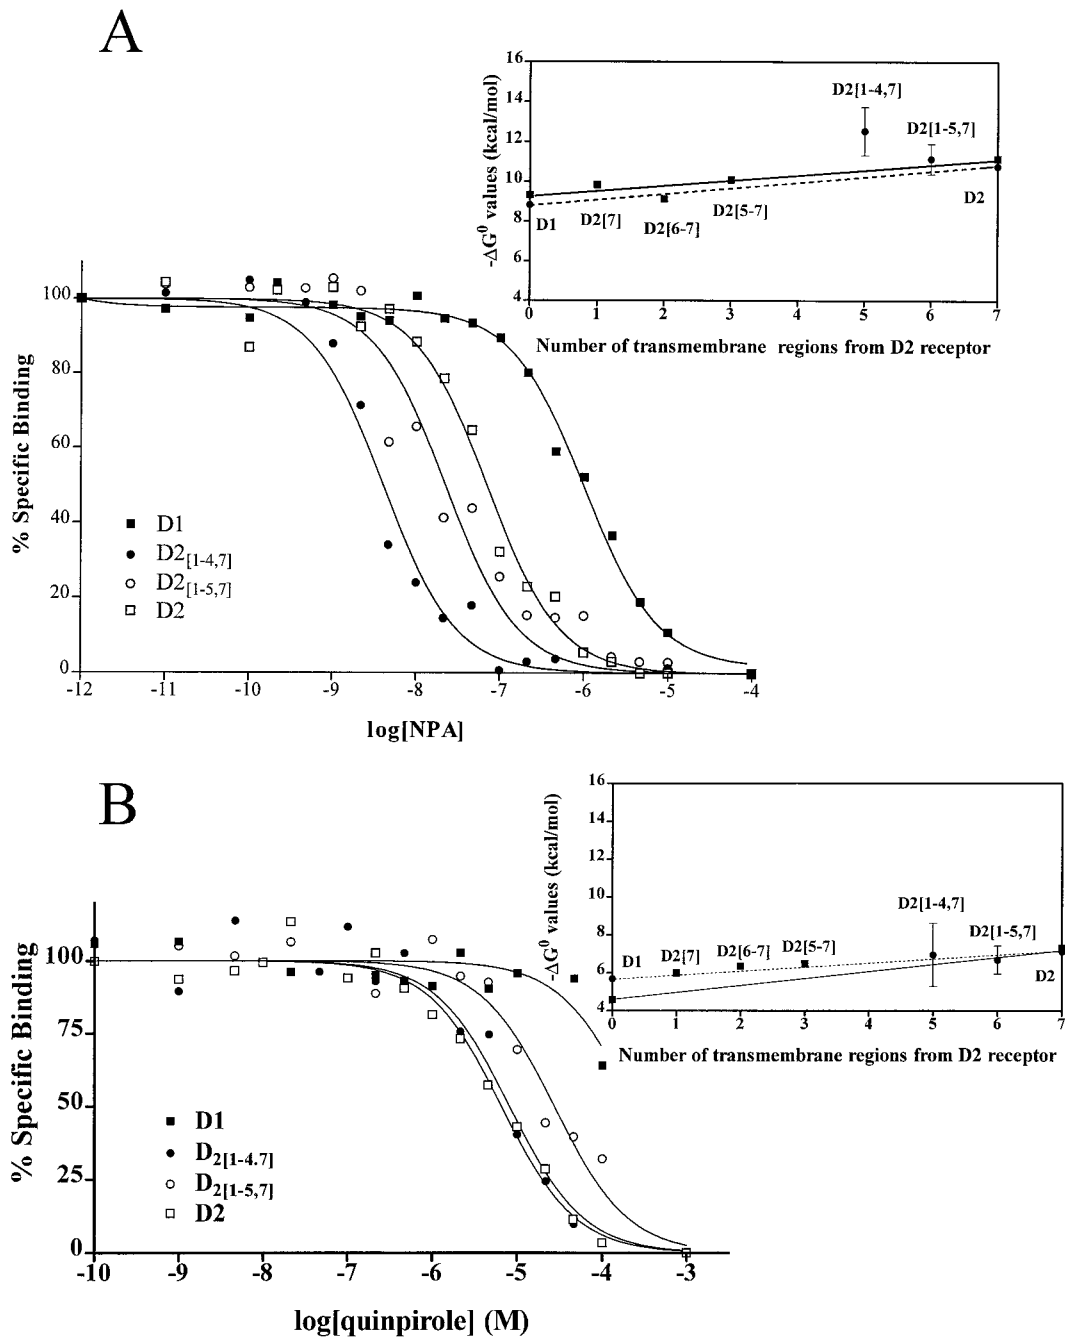 A
16
14
12
10
8
6
4
-ΔG⁰ values (kcal/mol)
D2[1-4,7]
D2[1-5,7]
D1
D2[7]
D2[6-7]
D2[5-7]
D2
0
1
2
3
4
5
6
7
Number of transmembrane regions from D2 receptor
100
80
60
40
20
0
% Specific Binding
D1
D2[1-4,7]
D2[1-5,7]
D2
-12
-11
-10
-9
-8
-7
-6
-5
-4
log[NPA]
B
16
14
12
10
8
6
4
-ΔG⁰ values (kcal/mol)
D2[1-4,7]
D2[1-5,7]
D1
D2[7]
D2[6-7]
D2[5-7]
D2
0
1
2
3
4
5
6
7
Number of transmembrane regions from D2 receptor
100
75
50
25
0
% Specific Binding
D1
D2[1-4.7]
D2[1-5,7]
D2
-10
-9
-8
-7
-6
-5
-4
-3
log[quinpirole] (M)